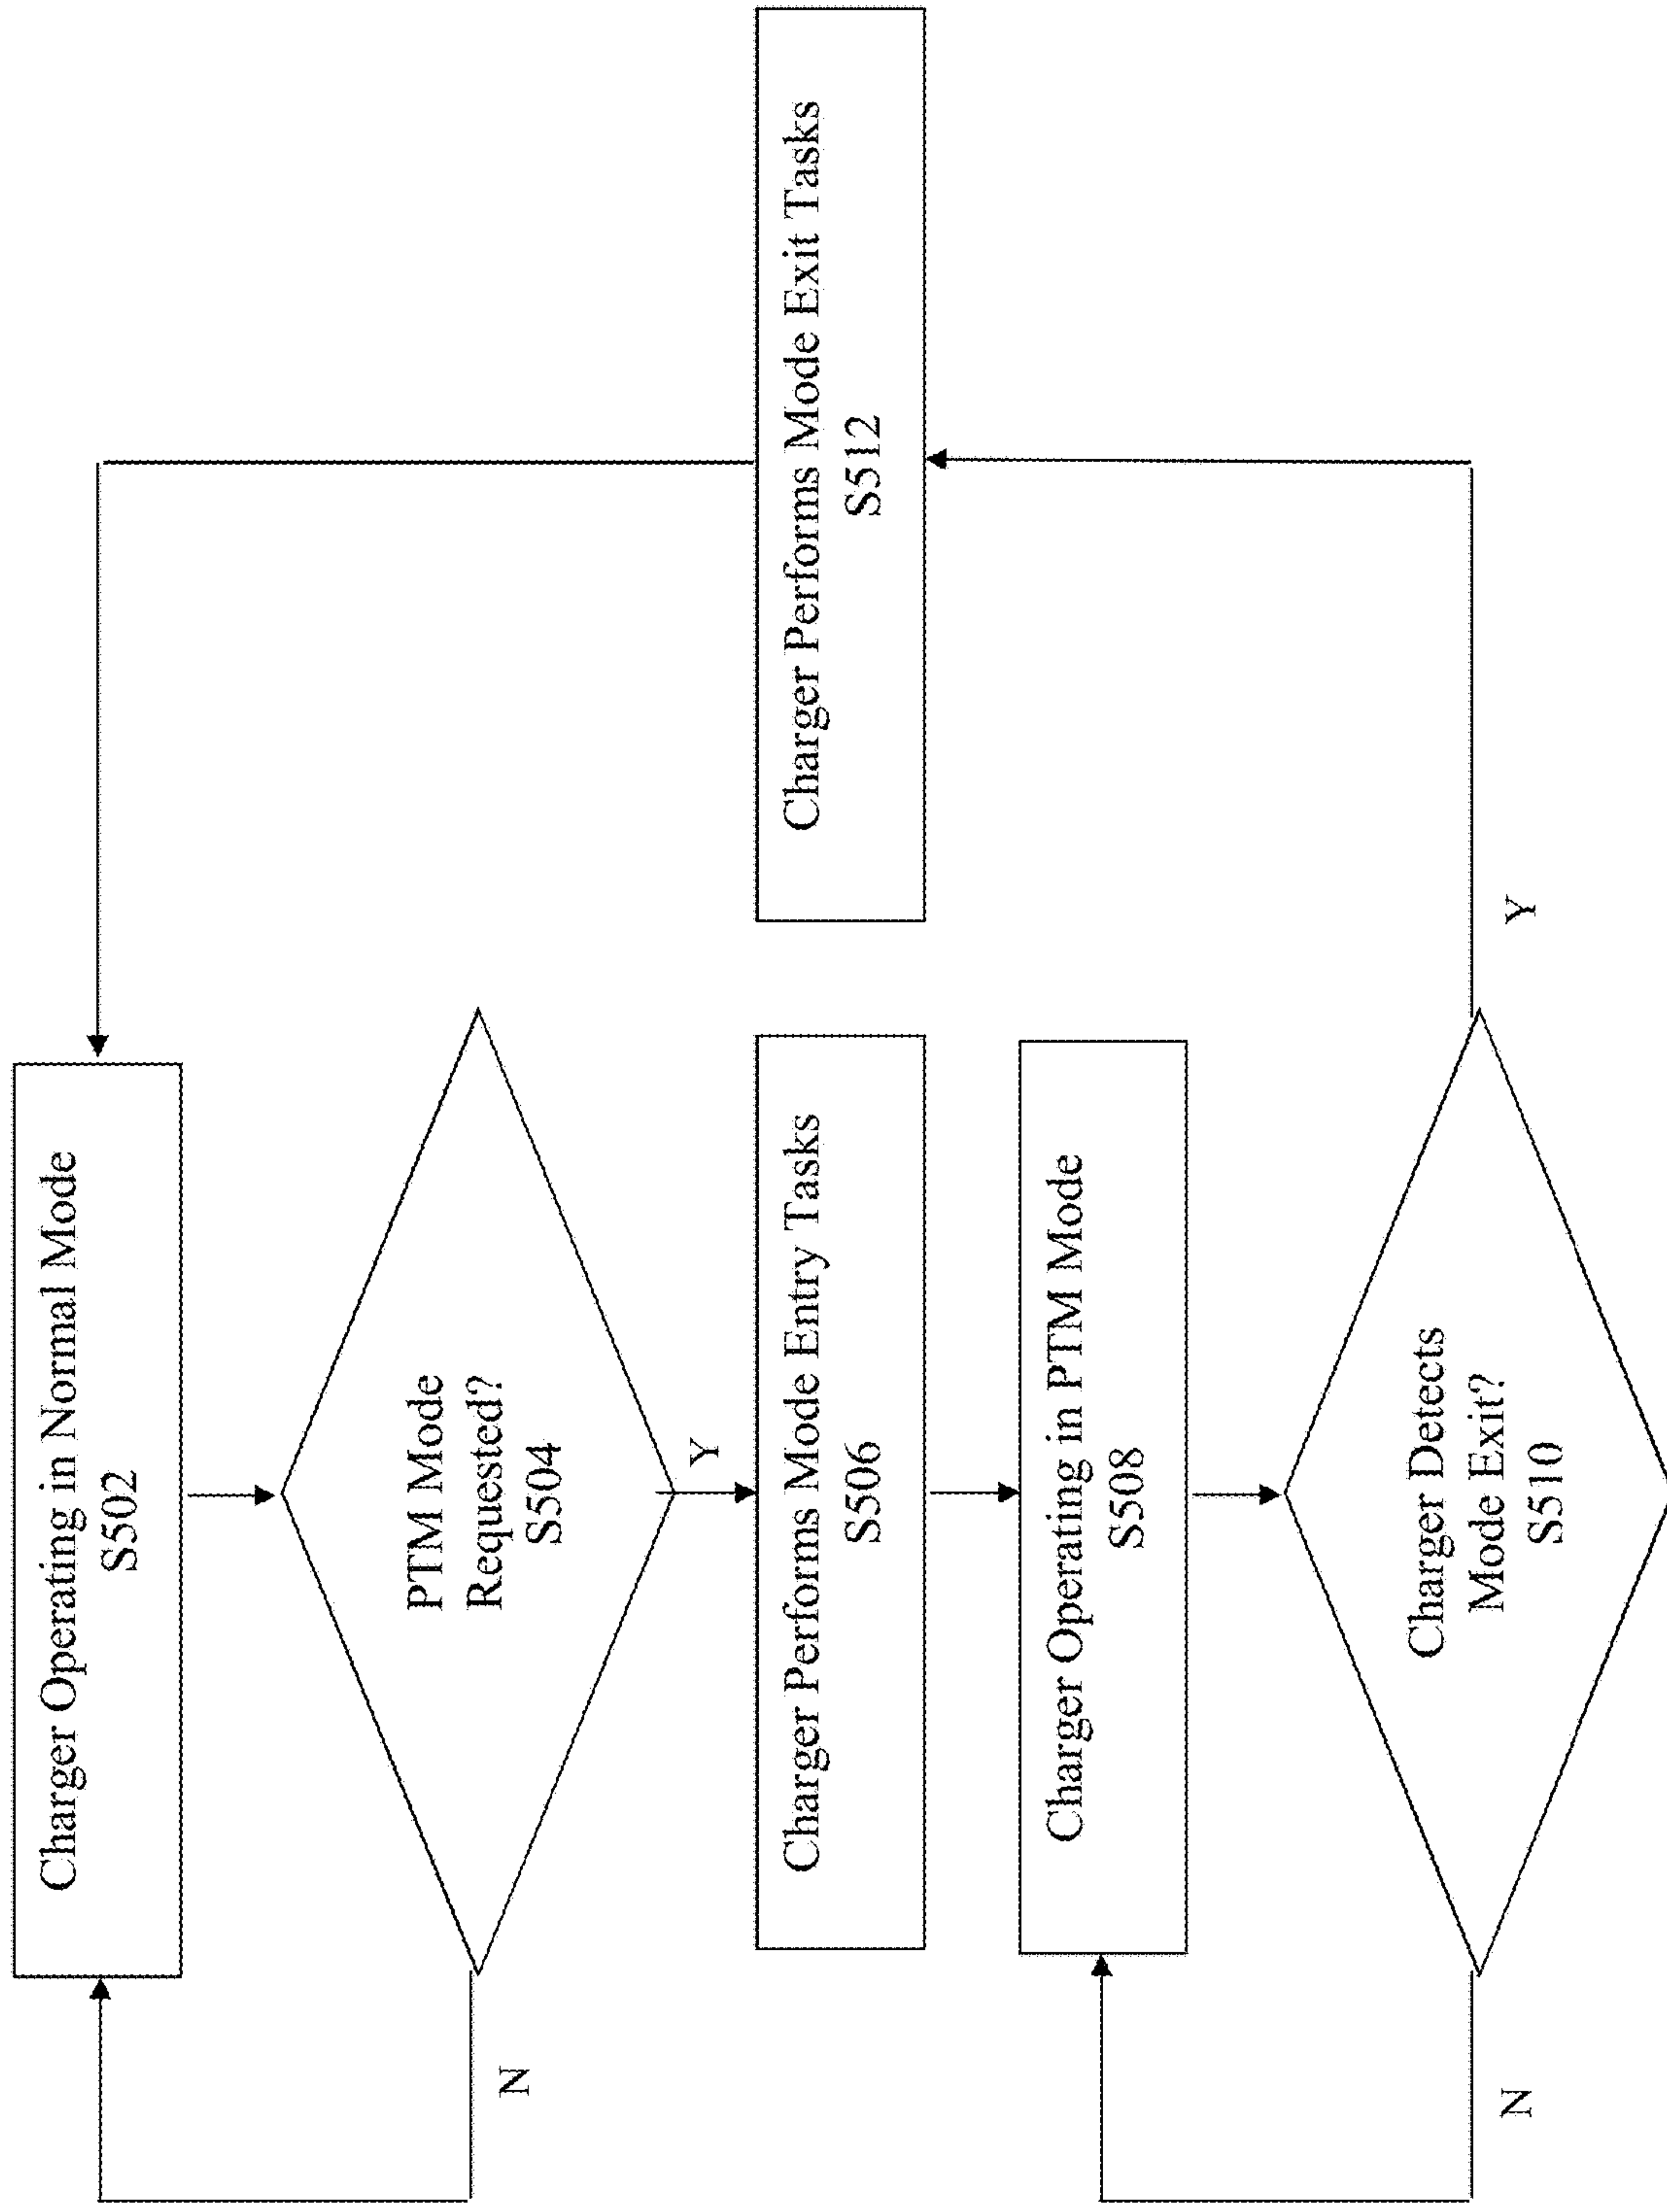 Charger Operating in Normal Mode
S502
PTM Mode
Requested?
S504
N
Y
Charger Performs Mode Entry Tasks
S506
Charger Operating in PTM Mode
S508
Charger Detects
Mode Exit?
S510
N
Y
Charger Performs Mode Exit Tasks
S512